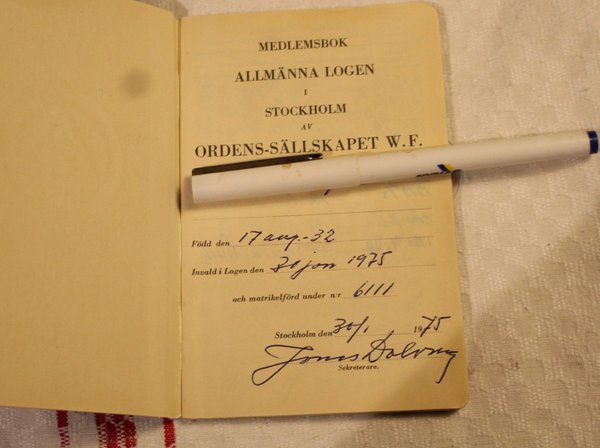 MEDLEMSBOK
ALLMÄNNA LOGEN
I
STOCKHOLM
AV
ORDENS-SÄLLSKAPET W.F.
Född den 17 aug.-32
Invald i Logen den 30 jan 1975
och matrikelförd under n:r 6111
Stockholm den 30/1 1975
Sekreterare.